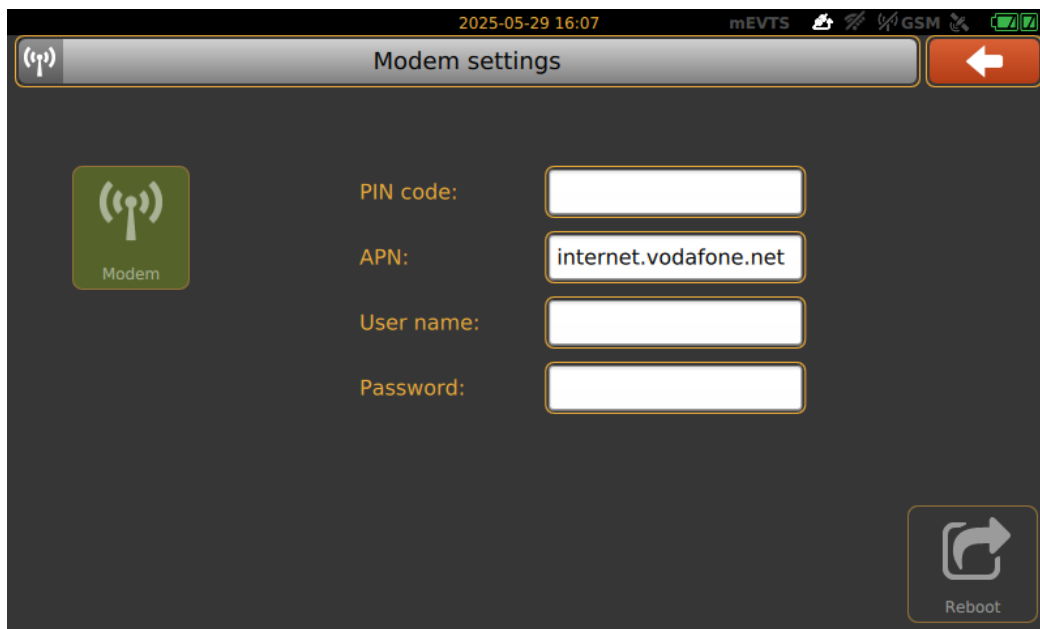 2025-05-29 16:07 mEVTS GSM
Modem settings
Modem
PIN code:
APN: internet.vodafone.net
User name:
Password:
Reboot